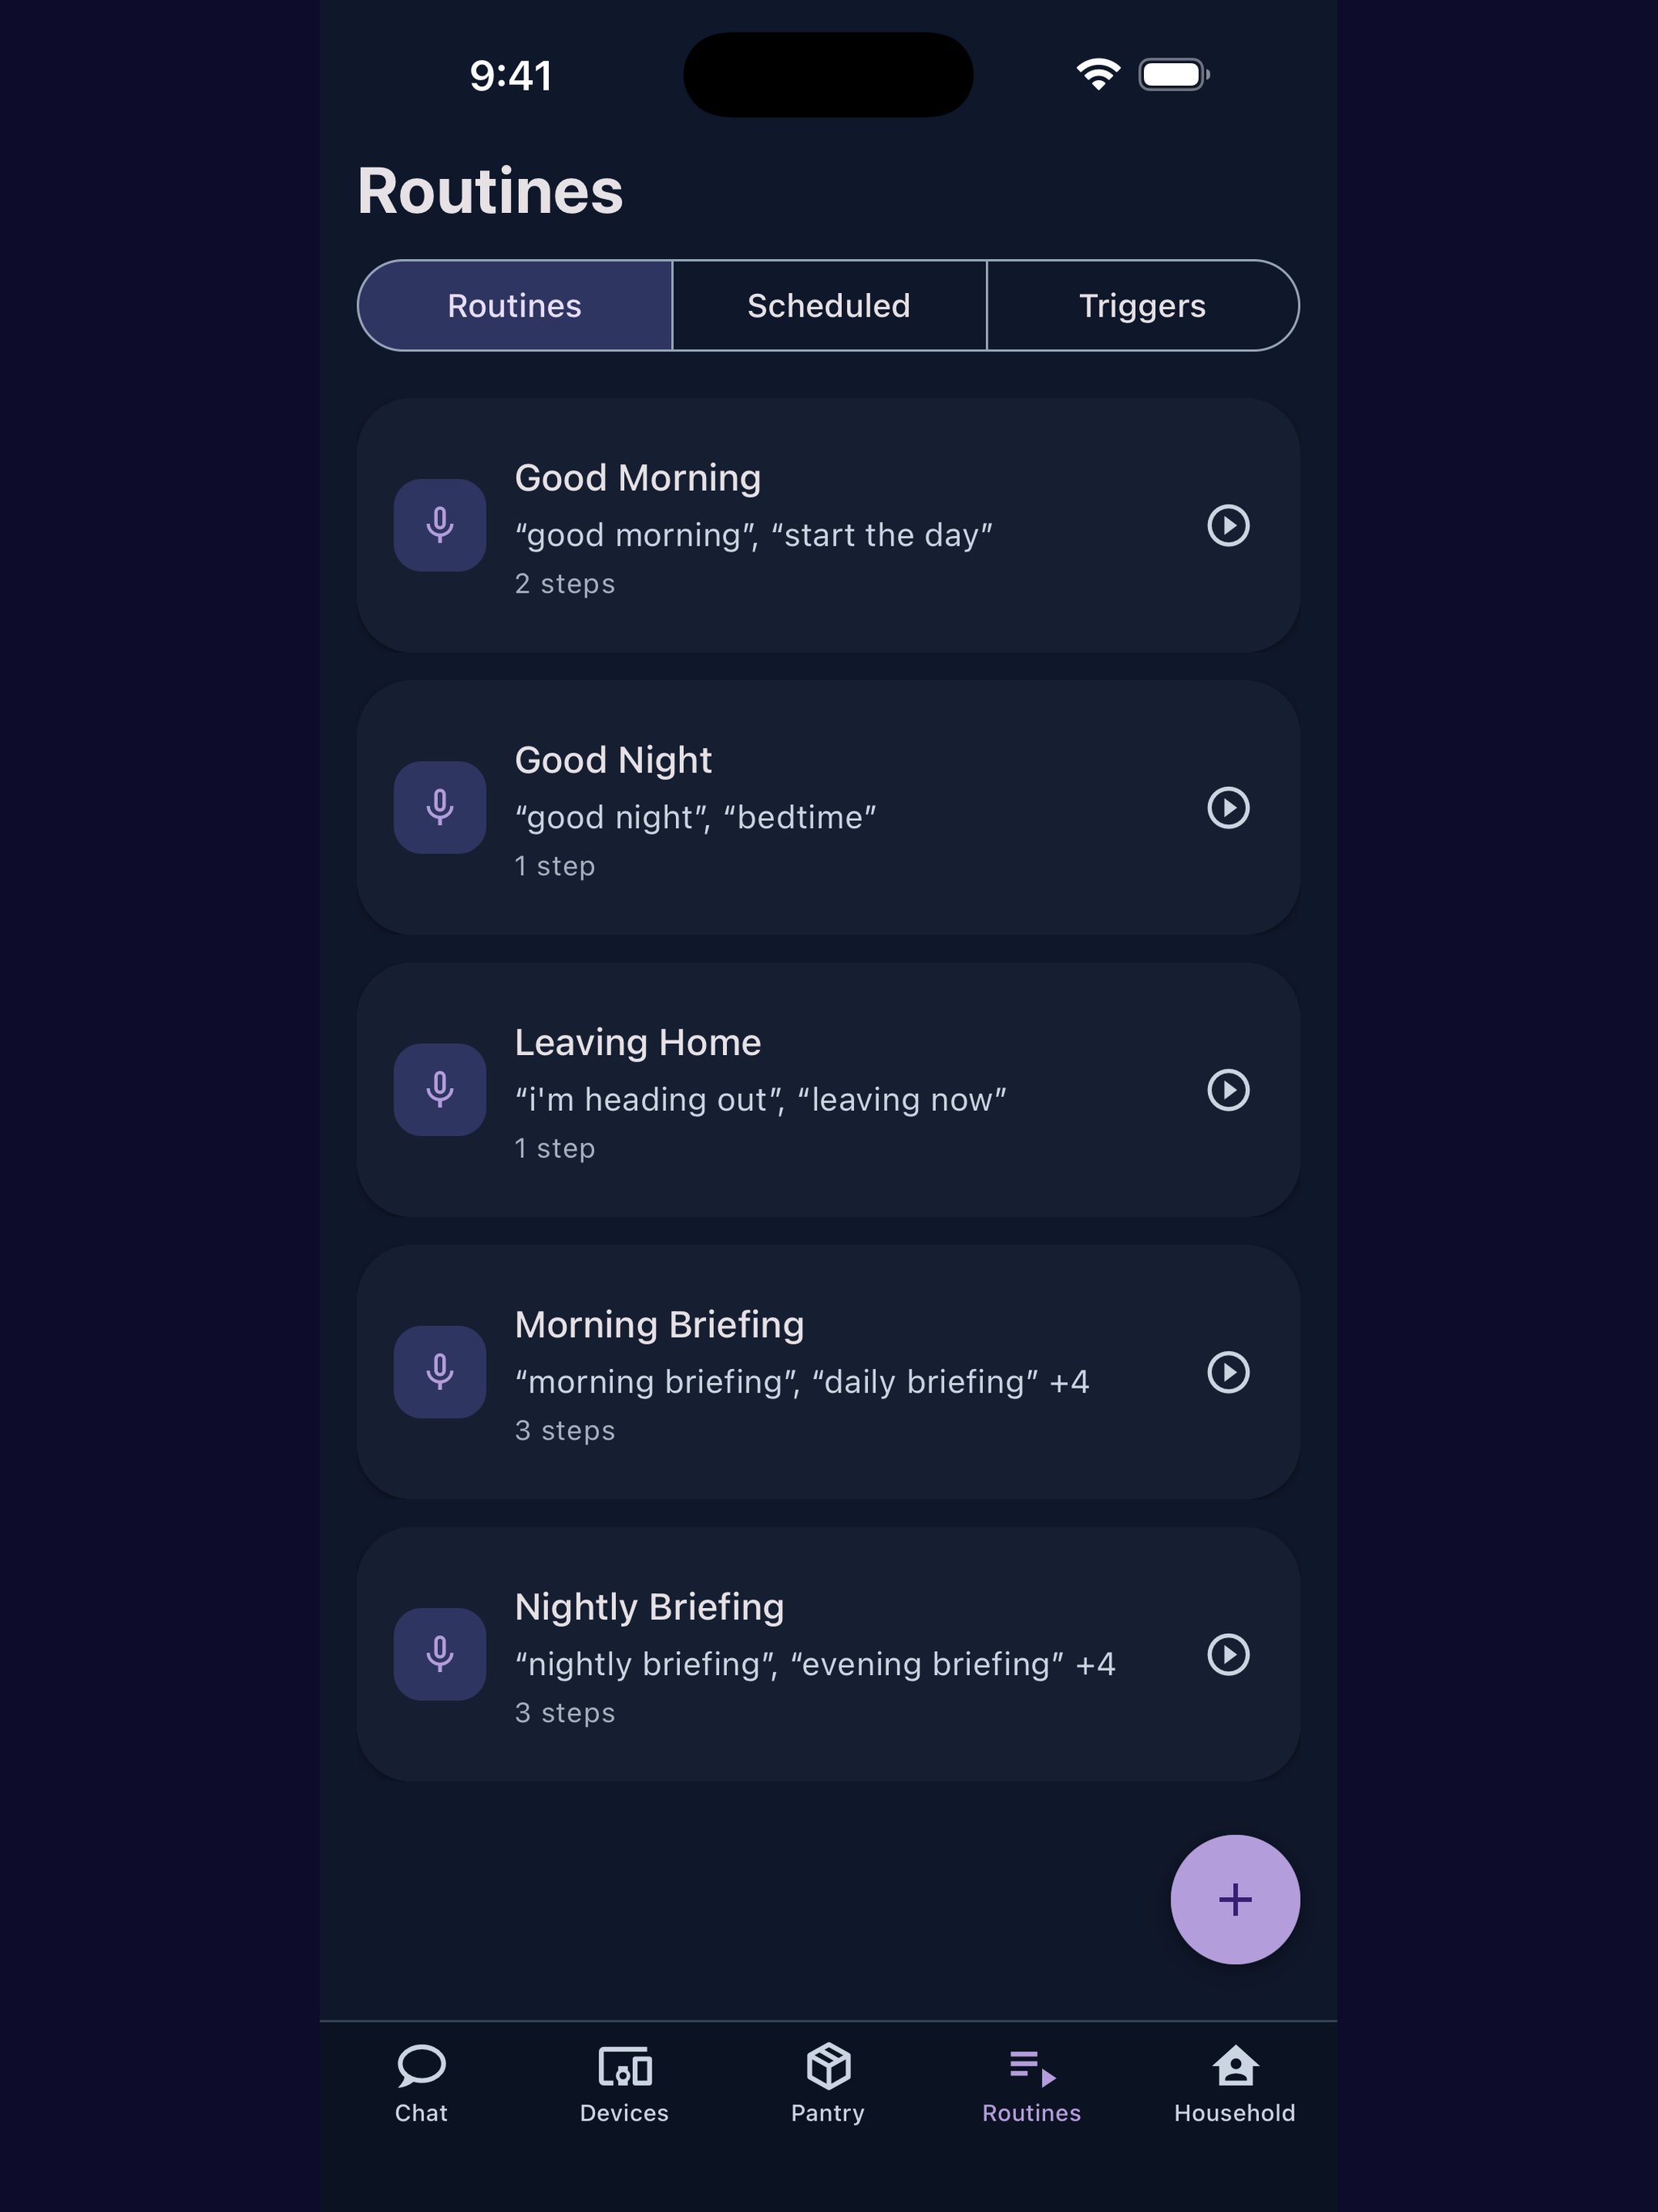 9:41
Routines
Routines Scheduled Triggers
Good Morning
“good morning”, “start the day”
2 steps
Good Night
“good night”, “bedtime”
1 step
Leaving Home
“i'm heading out”, “leaving now”
1 step
Morning Briefing
“morning briefing”, “daily briefing” +4
3 steps
Nightly Briefing
“nightly briefing”, “evening briefing” +4
3 steps
Chat Devices Pantry Routines Household